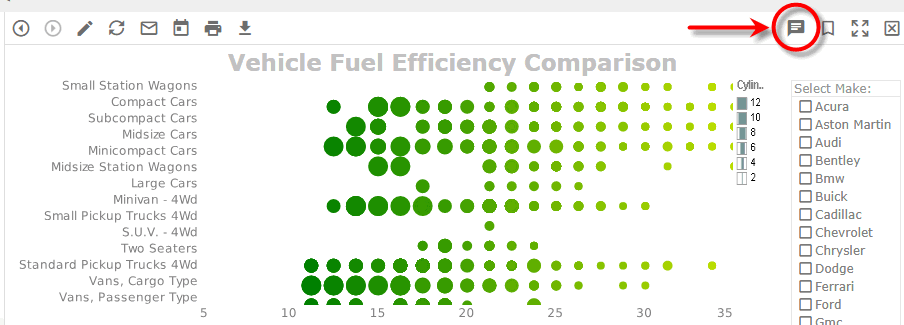 Vehicle Fuel Efficiency Comparison
Small Station Wagons
Compact Cars
Subcompact Cars
Midsize Cars
Minicompact Cars
Midsize Station Wagons
Large Cars
Minivan - 4Wd
Small Pickup Trucks 4Wd
S.U.V. - 4Wd
Two Seaters
Standard Pickup Trucks 4Wd
Vans, Cargo Type
Vans, Passenger Type
5 10 15 20 25 30 35
Cylin..
12
10
8
6
4
2
Select Make:
Acura
Aston Martin
Audi
Bentley
Bmw
Buick
Cadillac
Chevrolet
Chrysler
Dodge
Ferrari
Ford
Gmc